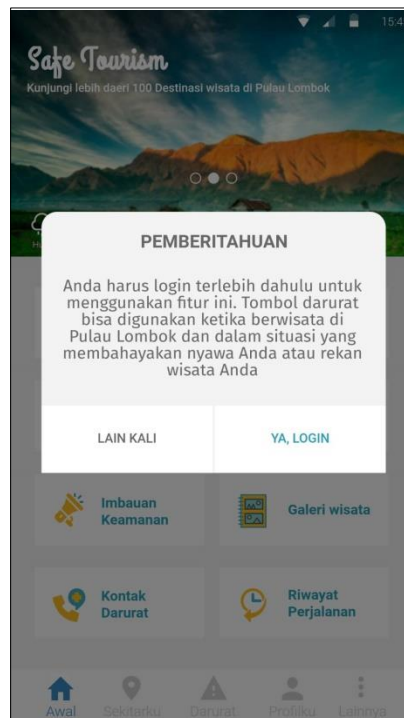 15:4
Safe Tourism
Kunjungi lebih daeri 100 Destinasi wisata di Pulau Lombok
PEMBERITAHUAN
Anda harus login terlebih dahulu untuk
menggunakan fitur ini. Tombol darurat
bisa digunakan ketika berwisata di
Pulau Lombok dan dalam situasi yang
membahayakan nyawa Anda atau rekan
wisata Anda
LAIN KALI
YA, LOGIN
Imbauan
Keamanan
Galeri wisata
Kontak
Darurat
Riwayat
Perjalanan
Awal
Sekitarku
Darurat
Profilku
Lainnya